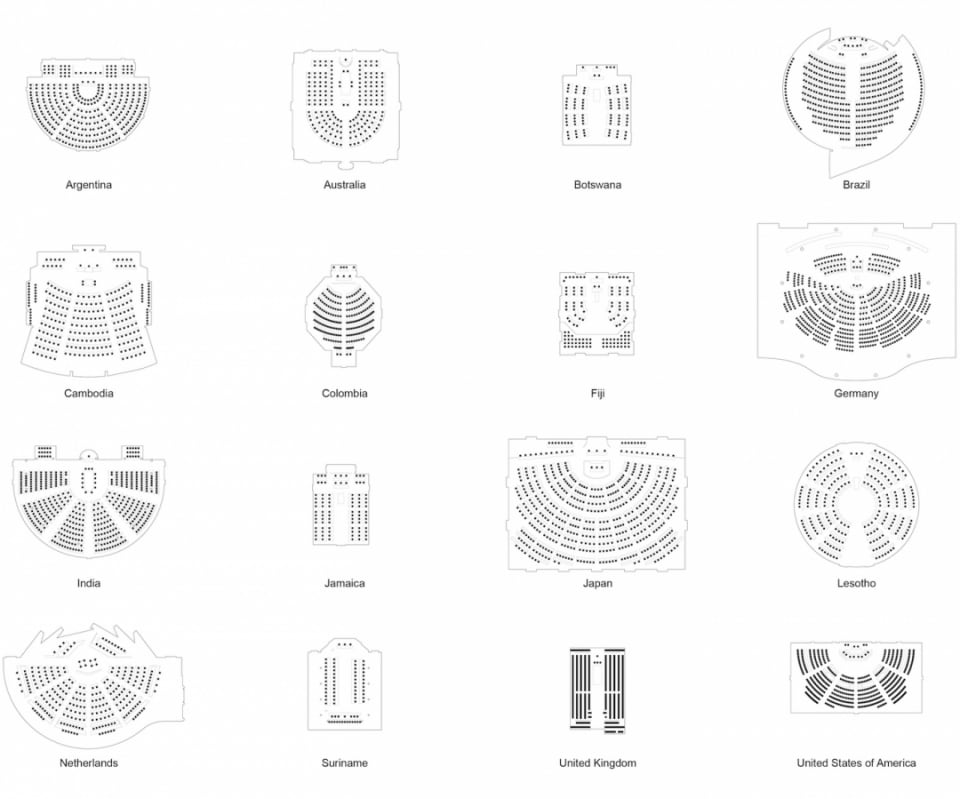 Argentina
Australia
Botswana
Brazil
Cambodia
Colombia
Fiji
Germany
India
Jamaica
Japan
Lesotho
Netherlands
Suriname
United Kingdom
United States of America